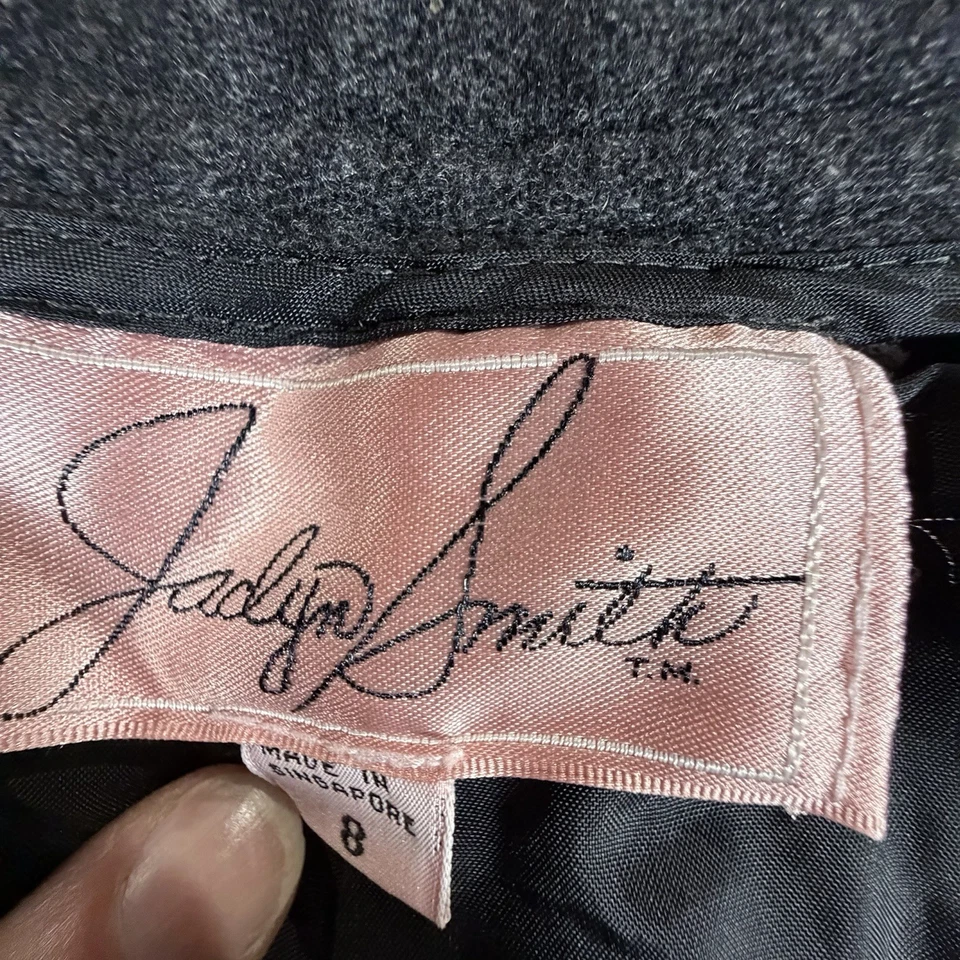 Jaclyn Smith
T.M.
MADE IN
SINGAPORE
8